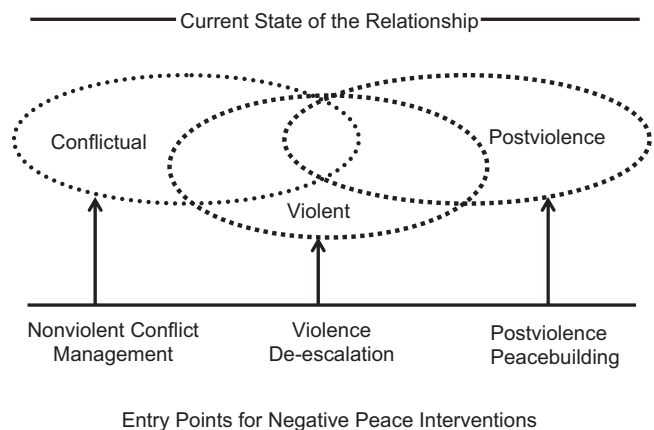 Current State of the Relationship
Conflictual
Postviolence
Violent
Nonviolent Conflict
Management
Violence
De-escalation
Postviolence
Peacebuilding
Entry Points for Negative Peace Interventions